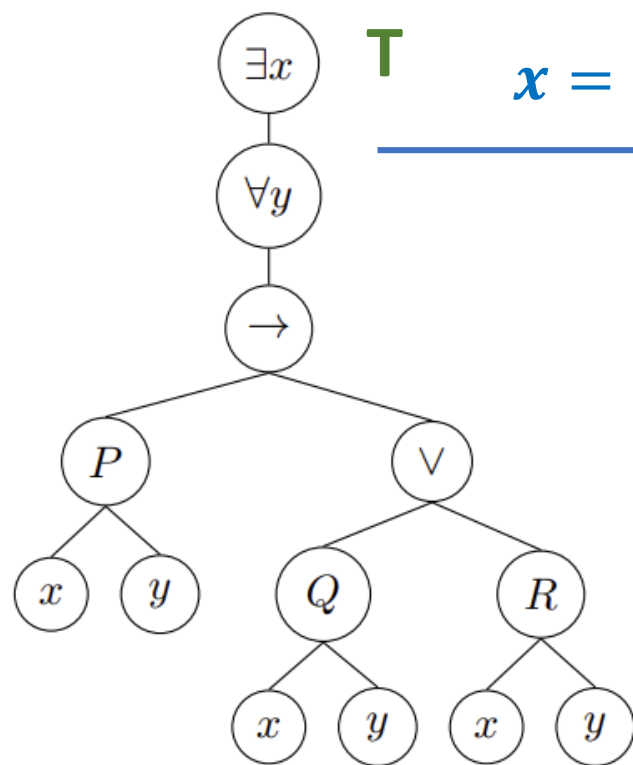 ∃x T
x =
∀y
→
P ∨
x y Q R
x y x y